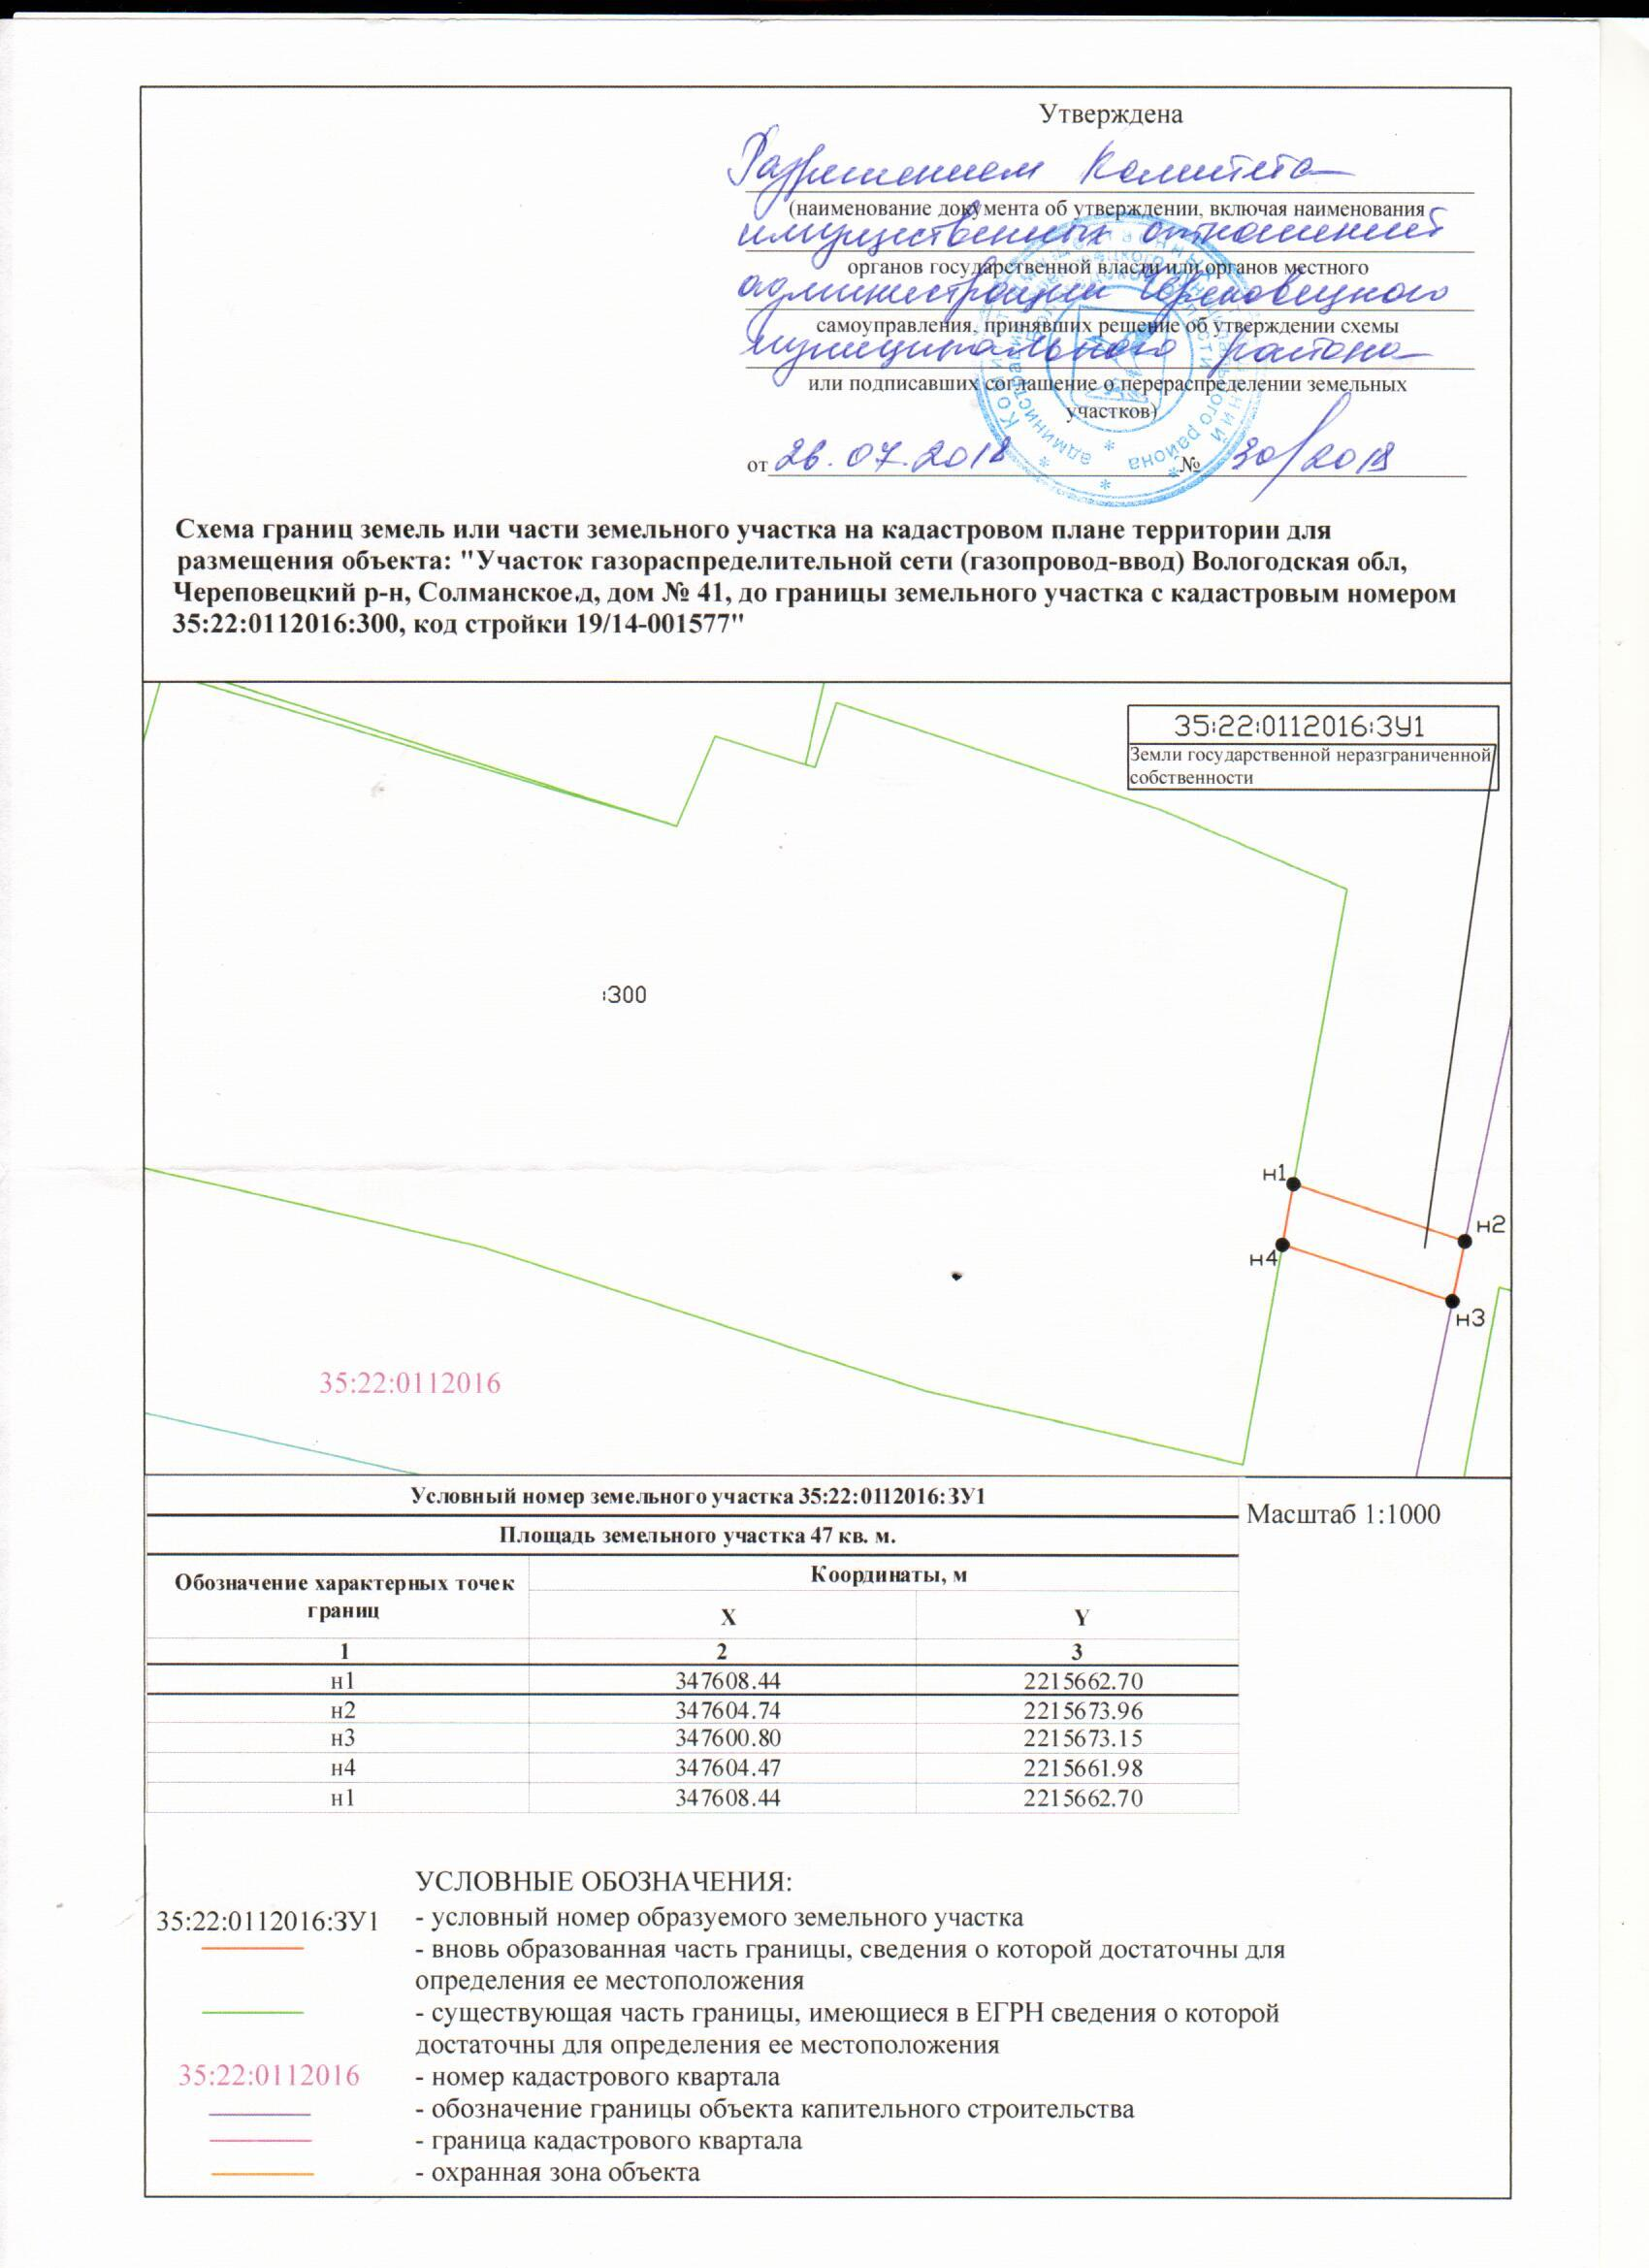 Утверждена
Разрешением Комитета
(наименование документа об утверждении, включая наименования
имущественных отношений
органов государственной власти или органов местного
администрации Череповецкого
самоуправления, принявших решение об утверждении схемы
муниципального района
или подписавших соглашение о перераспределении земельных
участков)
от 26.07.2018 № 30/2018
Схема границ земель или части земельного участка на кадастровом плане территории для
размещения объекта: "Участок газораспределительной сети (газопровод-ввод) Вологодская обл,
Череповецкий р-н, Солманское д, дом № 41, до границы земельного участка с кадастровым номером
35:22:0112016:300, код стройки 19/14-001577"
35:22:0112016:ЗУ1
Земли государственной неразграниченной
собственности
:300
н1
н2
н4
н3
35:22:0112016
Условный номер земельного участка 35:22:0112016:ЗУ1
Масштаб 1:1000
Площадь земельного участка 47 кв. м.
Обозначение характерных точек
границ
Координаты, м
X Y
1 2 3
н1 347608.44 2215662.70
н2 347604.74 2215673.96
н3 347600.80 2215673.15
н4 347604.47 2215661.98
н1 347608.44 2215662.70
УСЛОВНЫЕ ОБОЗНАЧЕНИЯ:
35:22:0112016:ЗУ1 - условный номер образуемого земельного участка
- вновь образованная часть границы, сведения о которой достаточны для
определения ее местоположения
- существующая часть границы, имеющиеся в ЕГРН сведения о которой
достаточны для определения ее местоположения
35:22:0112016 - номер кадастрового квартала
- обозначение границы объекта капительного строительства
- граница кадастрового квартала
- охранная зона объекта